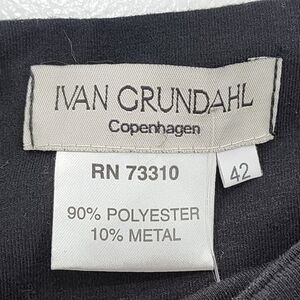 IVAN GRUNDAHL
Copenhagen
RN 73310
42
90% POLYESTER
10% METAL